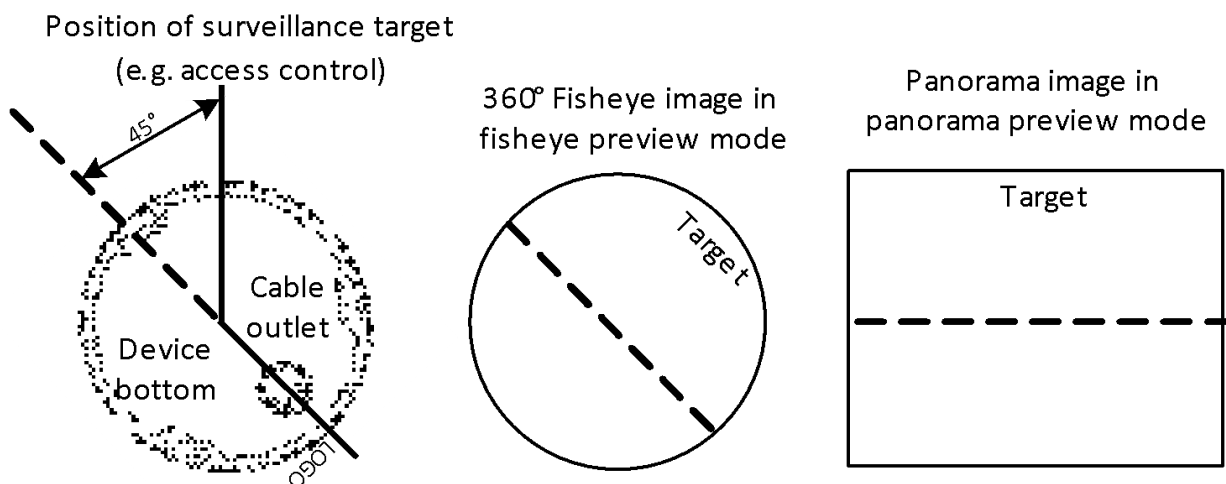 Position of surveillance target
(e.g. access control)
45°
Cable
outlet
Device
bottom
LOGO
360° Fisheye image in
fisheye preview mode
Target
Panorama image in
panorama preview mode
Target